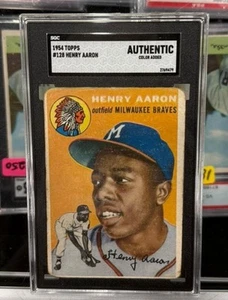 SGC
1954 TOPPS
#128 HENRY AARON
AUTHENTIC
COLOR ADDED
HENRY AARON
outfield MILWAUKEE BRAVES
M
Henry Aaron